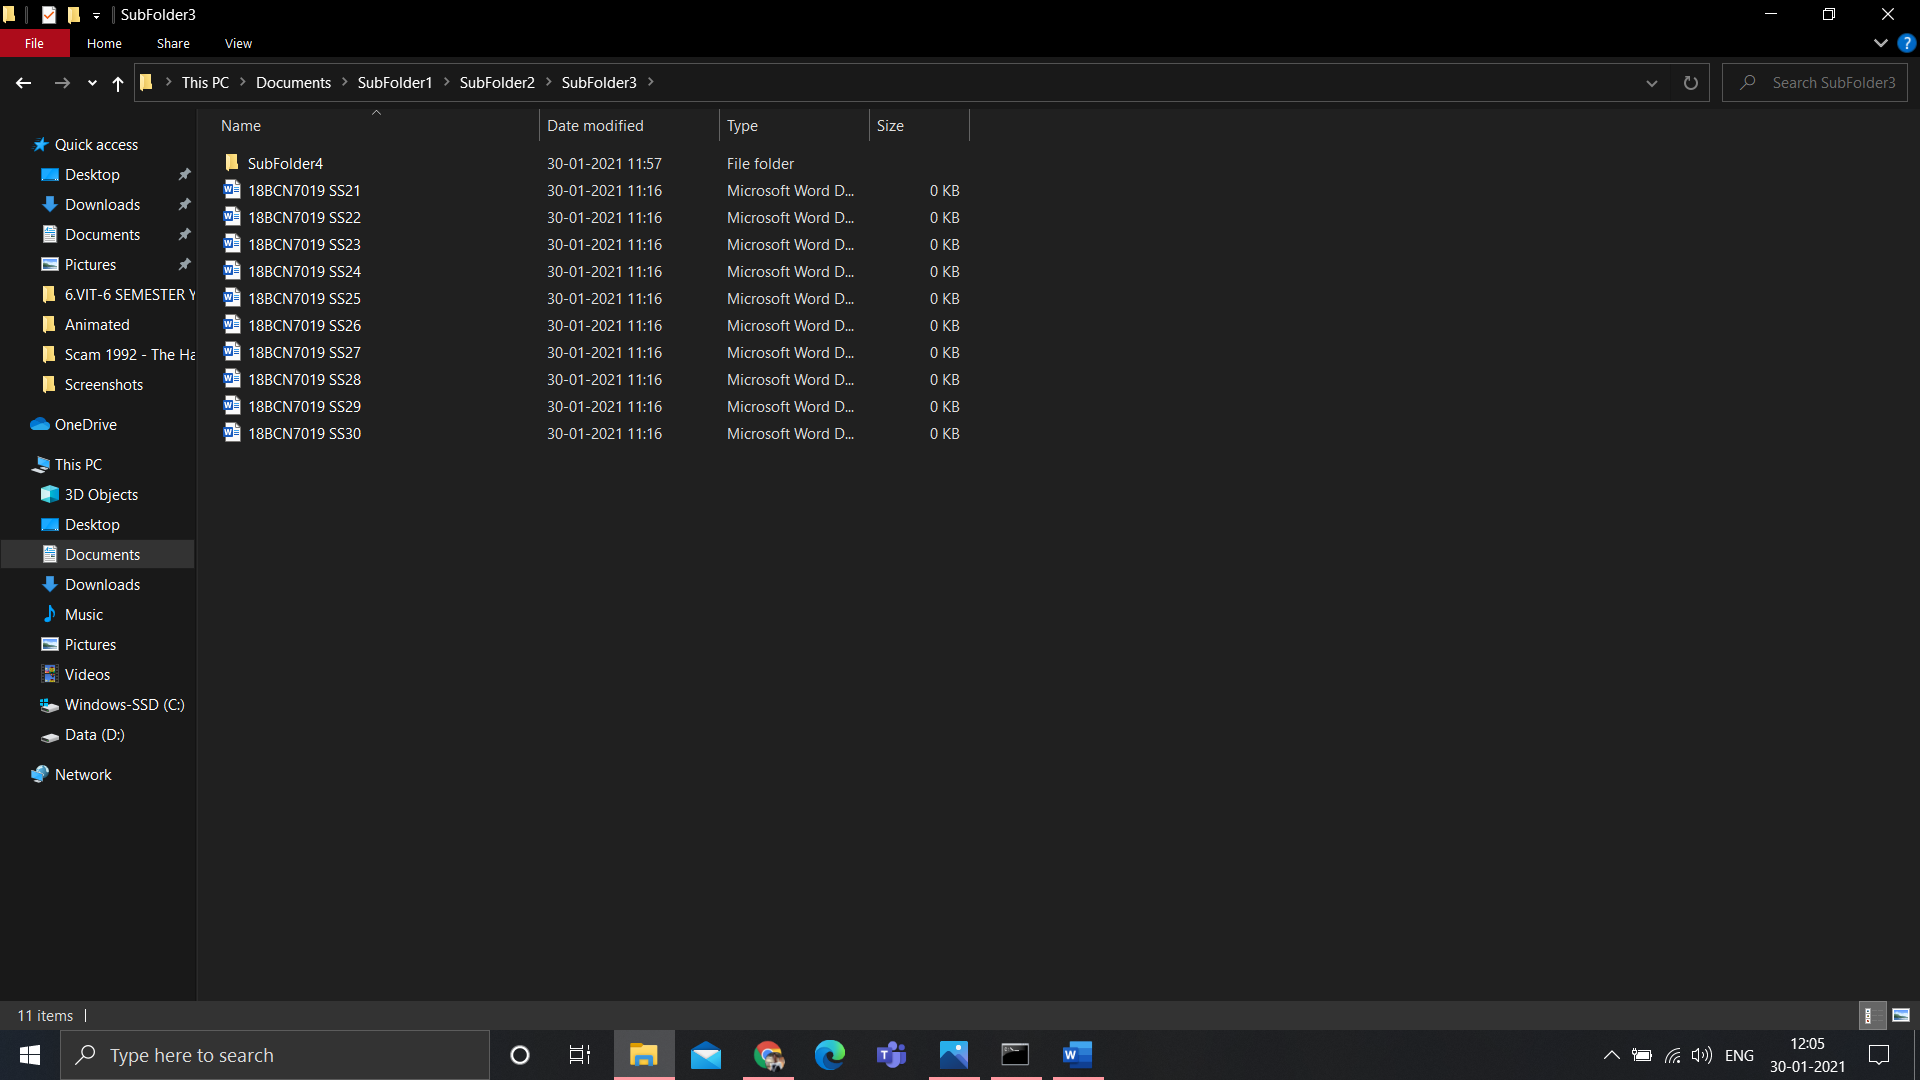 SubFolder3
File Home Share View
This PC Documents SubFolder1 SubFolder2 SubFolder3
Search SubFolder3
Name Date modified Type Size
SubFolder4 30-01-2021 11:57 File folder
18BCN7019 SS21 30-01-2021 11:16 Microsoft Word D... 0 KB
18BCN7019 SS22 30-01-2021 11:16 Microsoft Word D... 0 KB
18BCN7019 SS23 30-01-2021 11:16 Microsoft Word D... 0 KB
18BCN7019 SS24 30-01-2021 11:16 Microsoft Word D... 0 KB
18BCN7019 SS25 30-01-2021 11:16 Microsoft Word D... 0 KB
18BCN7019 SS26 30-01-2021 11:16 Microsoft Word D... 0 KB
18BCN7019 SS27 30-01-2021 11:16 Microsoft Word D... 0 KB
18BCN7019 SS28 30-01-2021 11:16 Microsoft Word D... 0 KB
18BCN7019 SS29 30-01-2021 11:16 Microsoft Word D... 0 KB
18BCN7019 SS30 30-01-2021 11:16 Microsoft Word D... 0 KB
Quick access
Desktop
Downloads
Documents
Pictures
6.VIT-6 SEMESTER Y
Animated
Scam 1992 - The Ha
Screenshots
OneDrive
This PC
3D Objects
Desktop
Documents
Downloads
Music
Pictures
Videos
Windows-SSD (C:)
Data (D:)
Network
11 items
Type here to search
ENG
12:05
30-01-2021